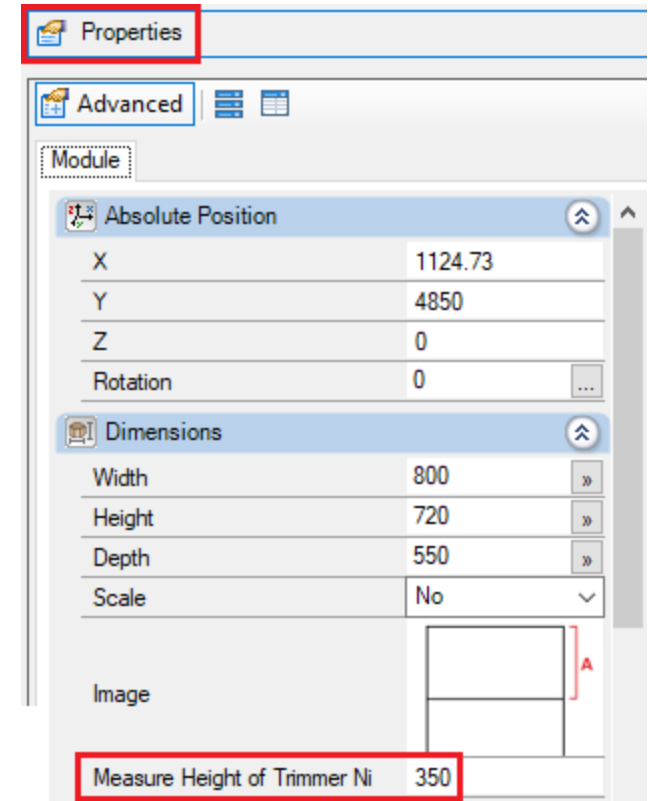 Properties
Advanced
Module
Absolute Position
X 1124.73
Y 4850
Z 0
Rotation 0 ...
Dimensions
Width 800 »
Height 720 »
Depth 550 »
Scale No
Image A
Measure Height of Trimmer Ni 350